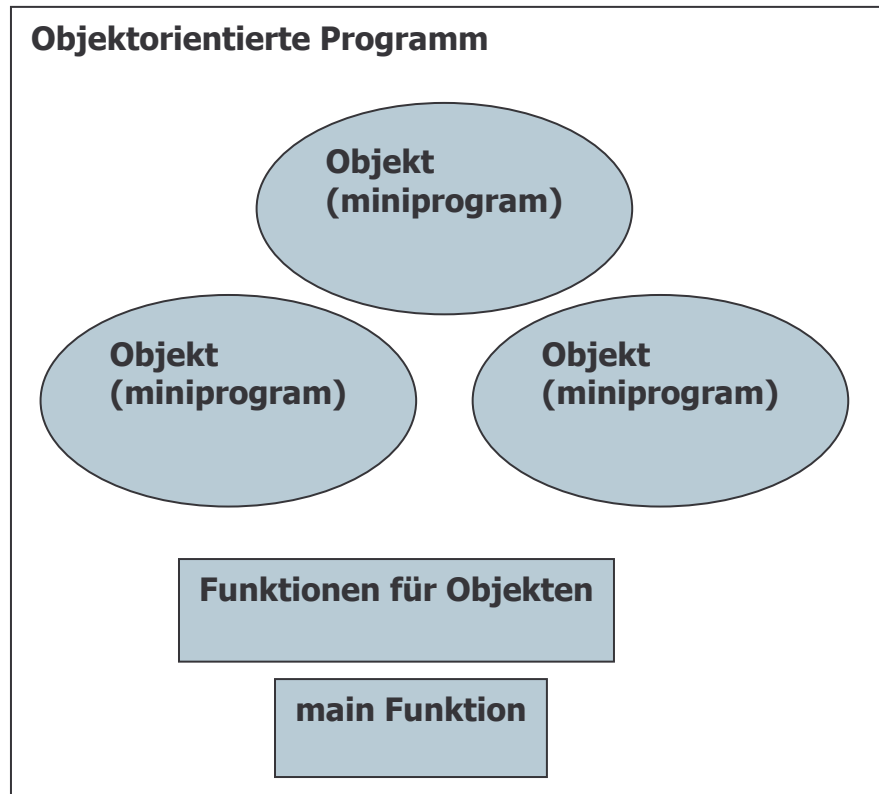 Objektorientierte Programm
Objekt
(miniprogram)
Objekt
(miniprogram)
Objekt
(miniprogram)
Funktionen für Objekten
main Funktion